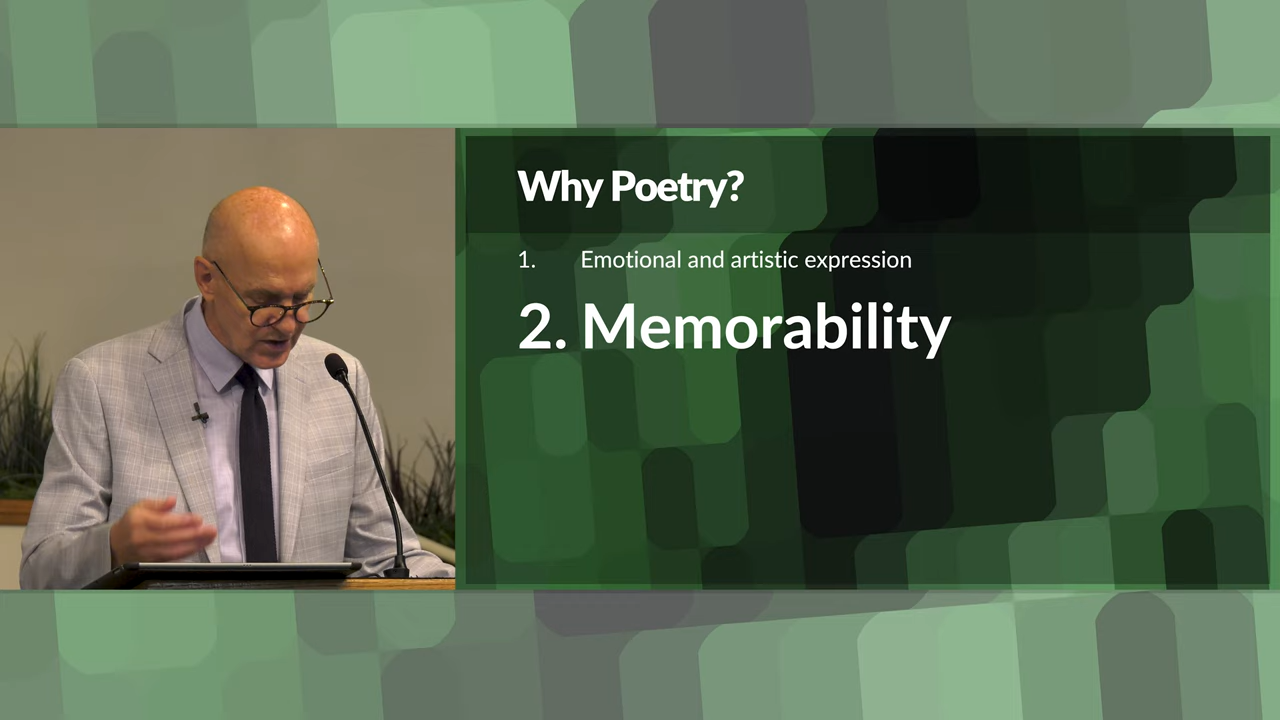 Why Poetry?
1. Emotional and artistic expression
2. Memorability